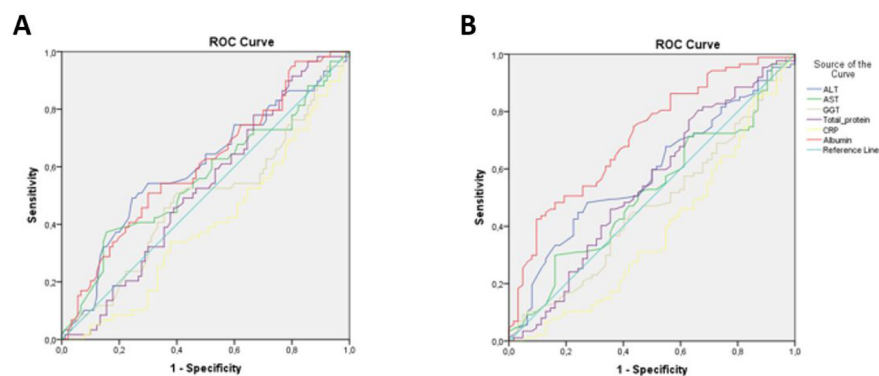 A
ROC Curve
Sensitivity
1,0
0,8
0,6
0,4
0,2
0,0
0,0 0,2 0,4 0,6 0,8 1,0
1 - Specificity
B
ROC Curve
Sensitivity
1,0
0,8
0,6
0,4
0,2
0,0
0,0 0,2 0,4 0,6 0,8 1,0
1 - Specificity
Source of the
Curve
ALT
AST
GGT
Total_protein
CRP
Albumin
Reference Line